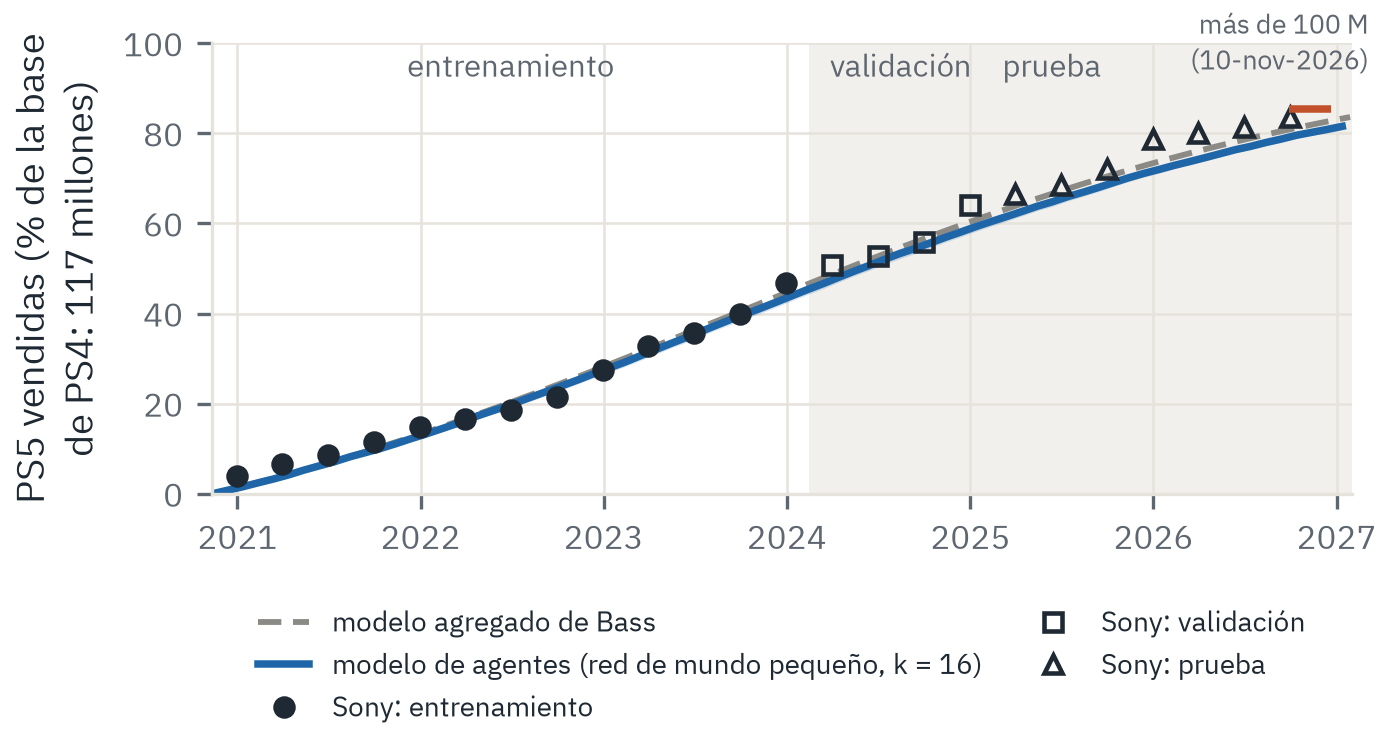 más de 100 M
(10-nov-2026)
entrenamiento
validación
prueba
PS5 vendidas (% de la base
de PS4: 117 millones)
100
80
60
40
20
0
2021
2022
2023
2024
2025
2026
2027
modelo agregado de Bass
modelo de agentes (red de mundo pequeño, k = 16)
Sony: entrenamiento
Sony: validación
Sony: prueba